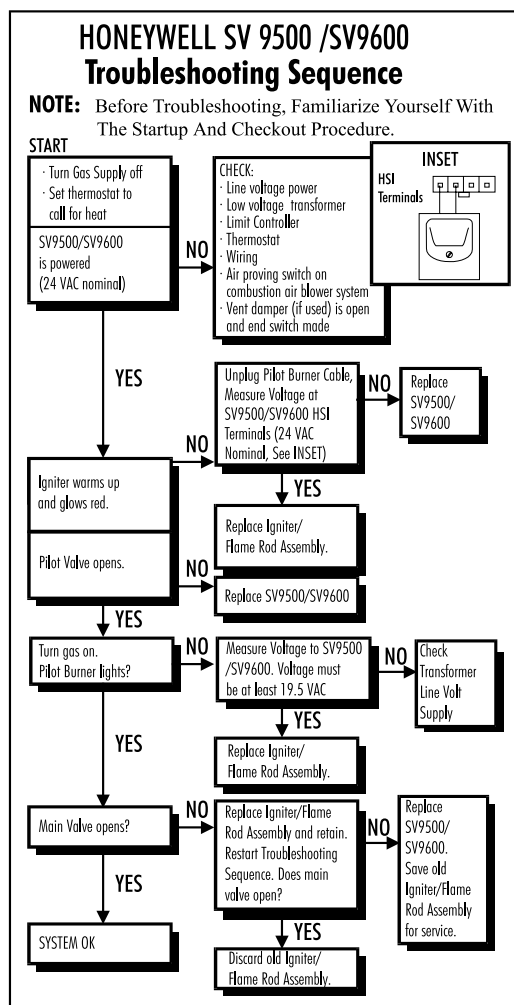 HONEYWELL SV 9500 /SV9600
Troubleshooting Sequence
NOTE: Before Troubleshooting, Familiarize Yourself With
The Startup And Checkout Procedure.
START
· Turn Gas Supply off
· Set thermostat to
call for heat
SV9500/SV9600
is powered
(24 VAC nominal)
NO
CHECK:
· Line voltage power
· Low voltage transformer
· Limit Controller
· Thermostat
· Wiring
· Air proving switch on
combustion air blower system
· Vent damper (if used) is open
and end switch made
INSET
HSI
Terminals
YES
Igniter warms up
and glows red.
NO
Unplug Pilot Burner Cable,
Measure Voltage at
SV9500/SV9600 HSI
Terminals (24 VAC
Nominal, See INSET)
NO
Replace
SV9500/
SV9600
YES
Replace Igniter/
Flame Rod Assembly.
Pilot Valve opens.
NO
Replace SV9500/SV9600
YES
Turn gas on.
Pilot Burner lights?
NO
Measure Voltage to SV9500
/SV9600. Voltage must
be at least 19.5 VAC
NO
Check
Transformer
Line Volt
Supply
YES
Replace Igniter/
Flame Rod Assembly.
YES
Main Valve opens?
NO
Replace Igniter/Flame
Rod Assembly and retain.
Restart Troubleshooting
Sequence. Does main
valve open?
NO
Replace
SV9500/
SV9600.
Save old
Igniter/Flame
Rod Assembly
for service.
YES
SYSTEM OK
YES
Discard old Igniter/
Flame Rod Assembly.